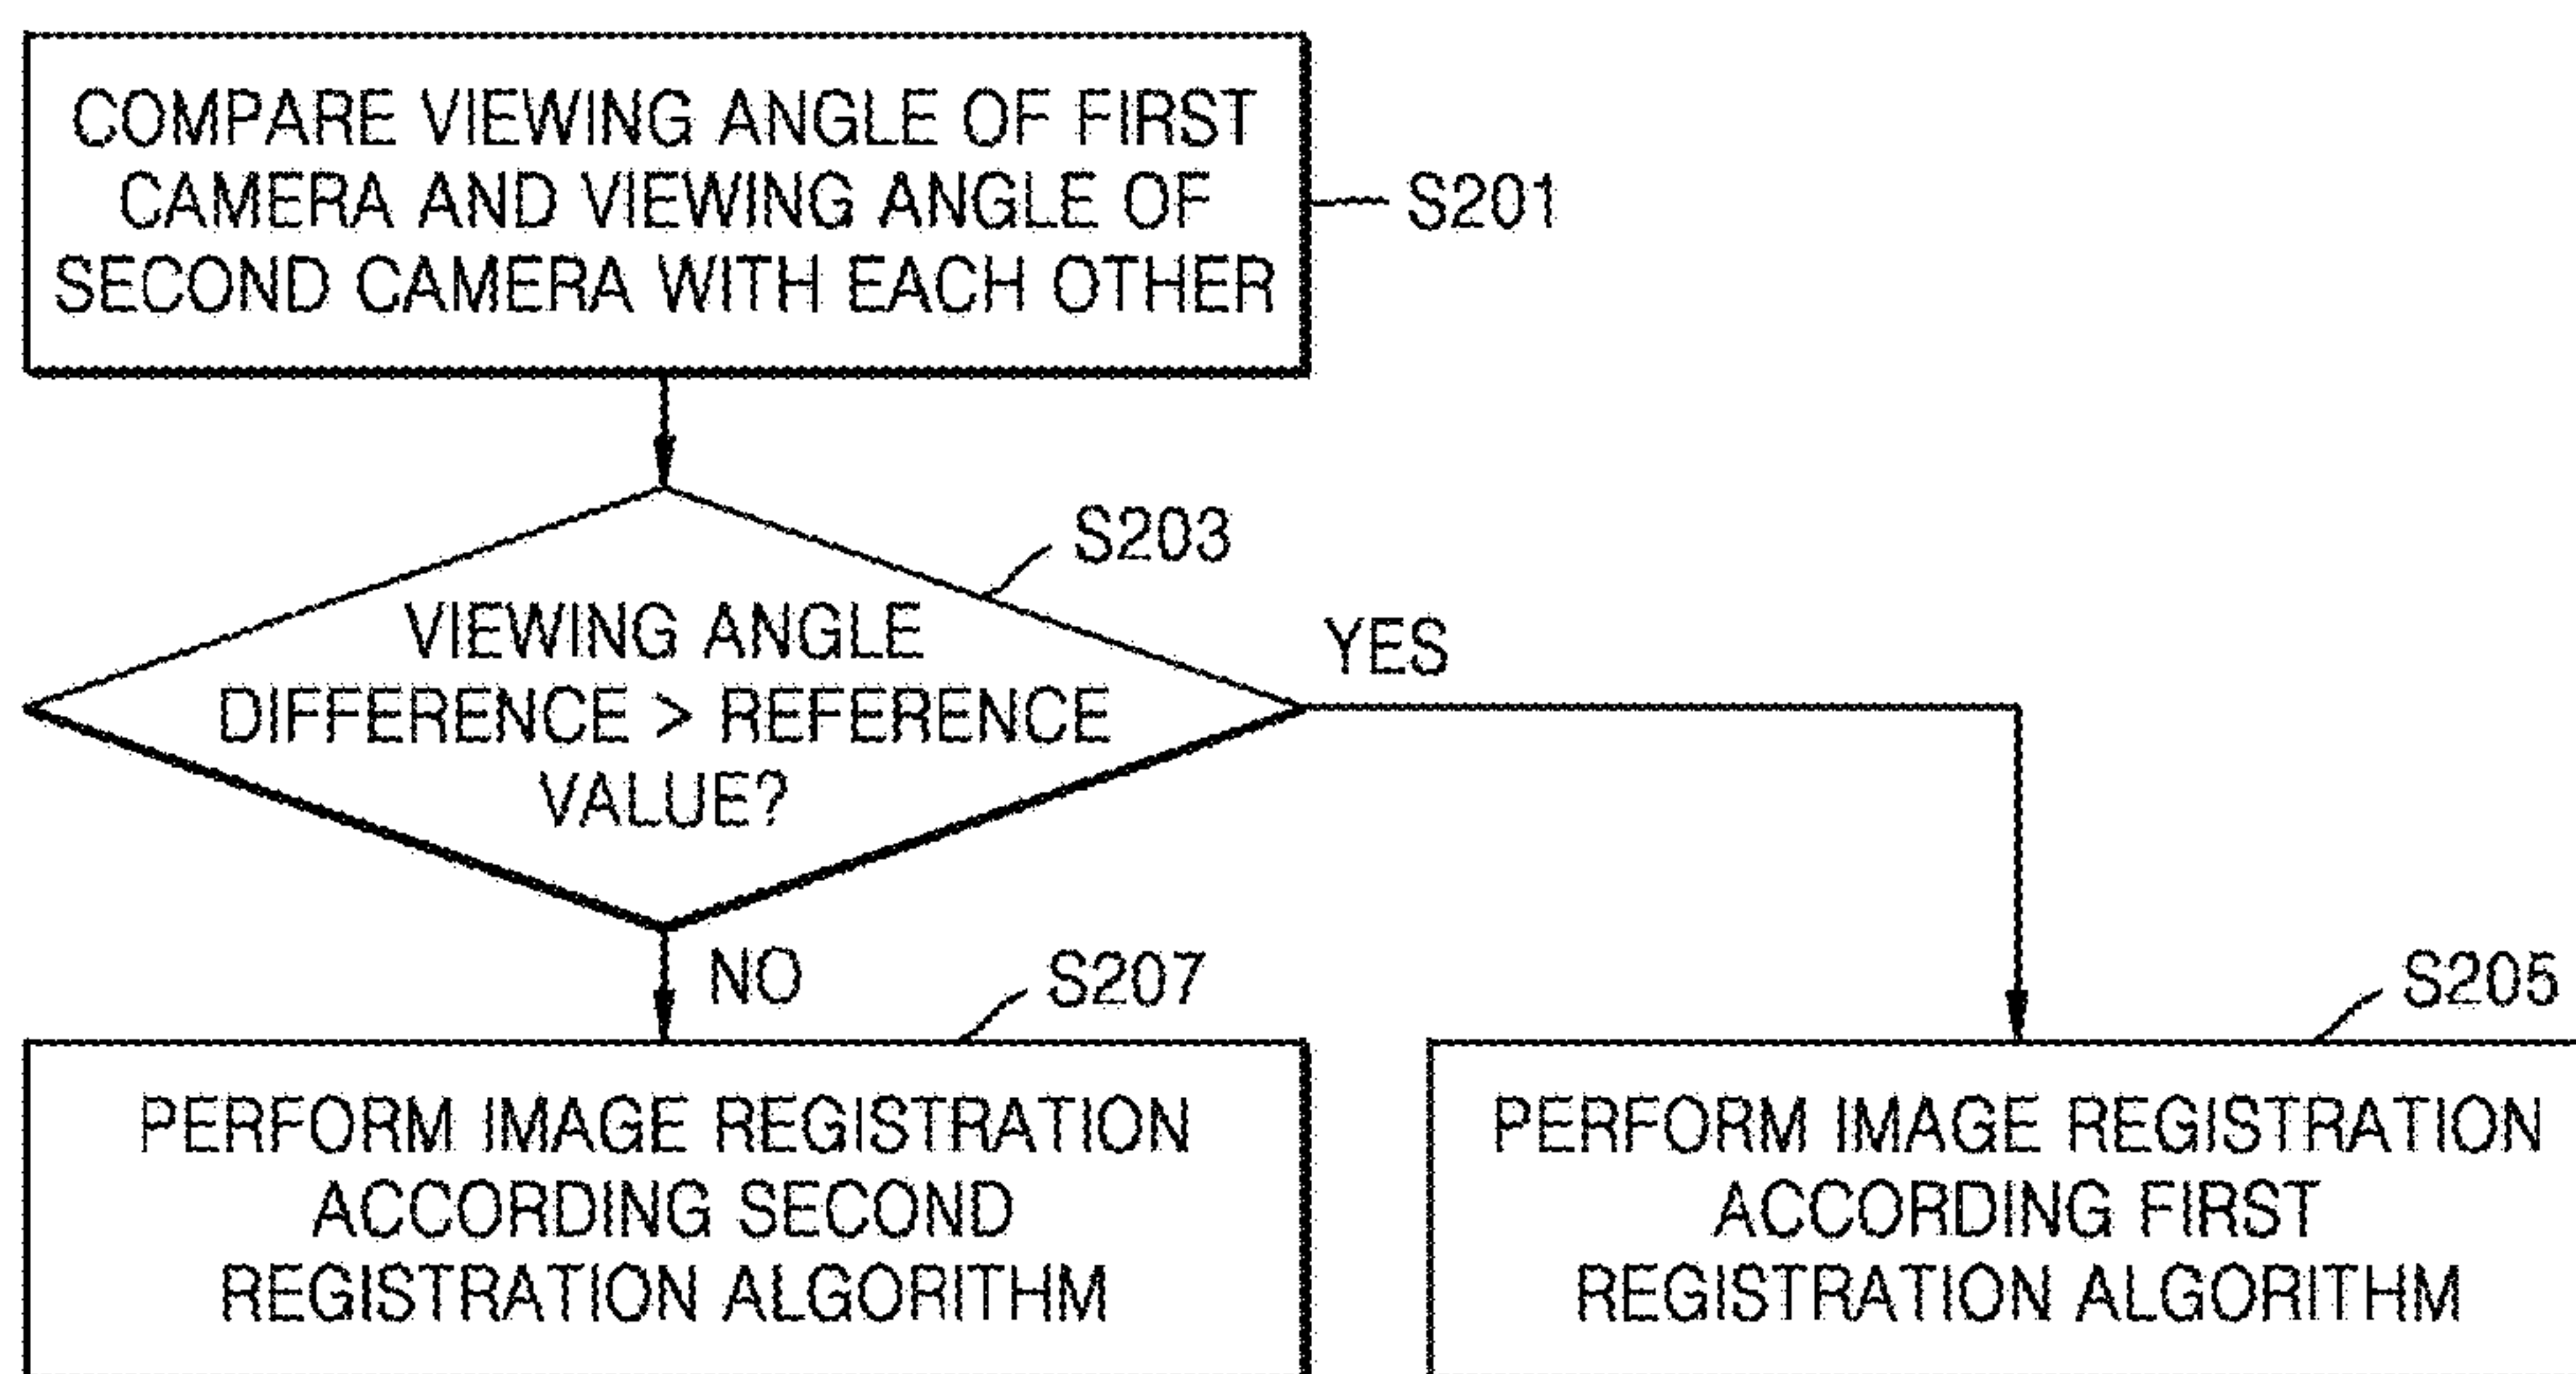 COMPARE VIEWING ANGLE OF FIRST
CAMERA AND VIEWING ANGLE OF
SECOND CAMERA WITH EACH OTHER
S201
S203
VIEWING ANGLE
DIFFERENCE > REFERENCE
VALUE?
YES
NO
S207
PERFORM IMAGE REGISTRATION
ACCORDING SECOND
REGISTRATION ALGORITHM
S205
PERFORM IMAGE REGISTRATION
ACCORDING FIRST
REGISTRATION ALGORITHM